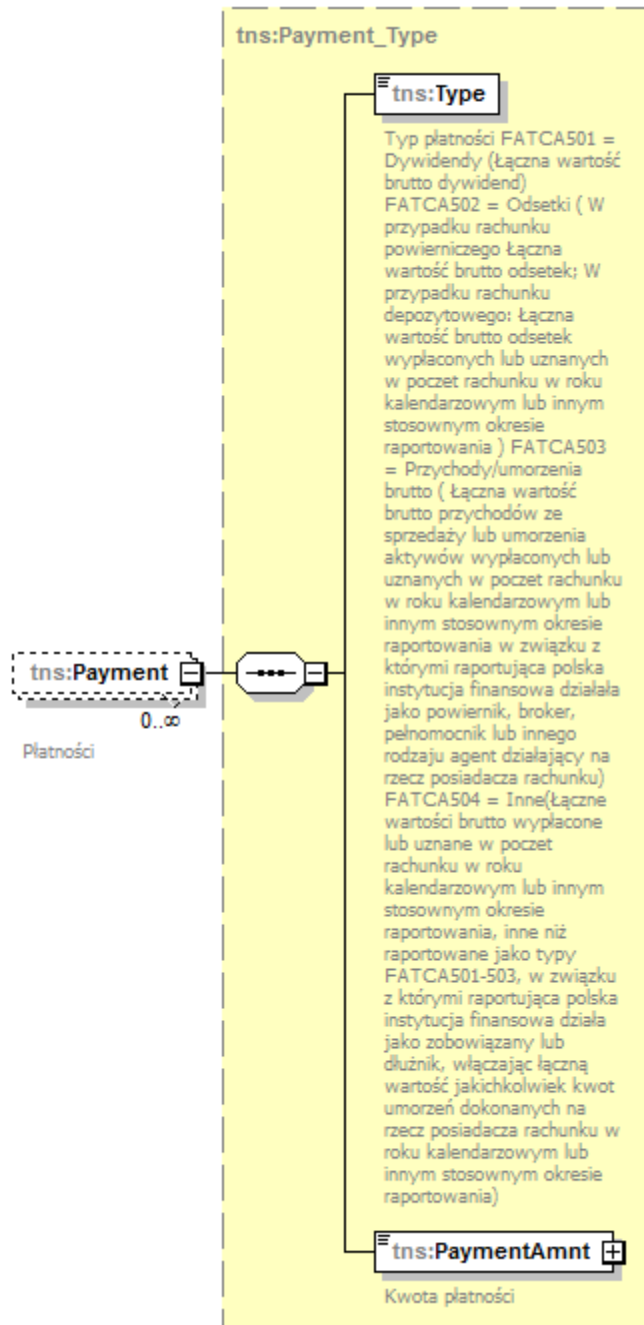 tns:Payment_Type
tns:Type
Typ płatności FATCA501 =
Dywidendy (Łączna wartość
brutto dywidend)
FATCA502 = Odsetki ( W
przypadku rachunku
powierniczego Łączna
wartość brutto odsetek; W
przypadku rachunku
depozytowego: Łączna
wartość brutto odsetek
wypłaconych lub uznanych
w poczet rachunku w roku
kalendarzowym lub innym
stosownym okresie
raportowania ) FATCA503
= Przychody/umorzenia
brutto ( Łączna wartość
brutto przychodów ze
sprzedaży lub umorzenia
aktywów wypłaconych lub
uznanych w poczet rachunku
w roku kalendarzowym lub
innym stosownym okresie
raportowania w związku z
którymi raportująca polska
instytucja finansowa działała
jako powiernik, broker,
pełnomocnik lub innego
rodzaju agent działający na
rzecz posiadacza rachunku)
FATCA504 = Inne(Łączne
wartości brutto wypłacone
lub uznane w poczet
rachunku w roku
kalendarzowym lub innym
stosownym okresie
raportowania, inne niż
raportowane jako typy
FATCA501-503, w związku
z którymi raportująca polska
instytucja finansowa działa
jako zobowiązany lub
dłużnik, włączając łączną
wartość jakichkolwiek kwot
umorzeń dokonanych na
rzecz posiadacza rachunku w
roku kalendarzowym lub
innym stosownym okresie
raportowania)
tns:Payment
0..∞
Płatności
tns:PaymentAmnt
Kwota płatności